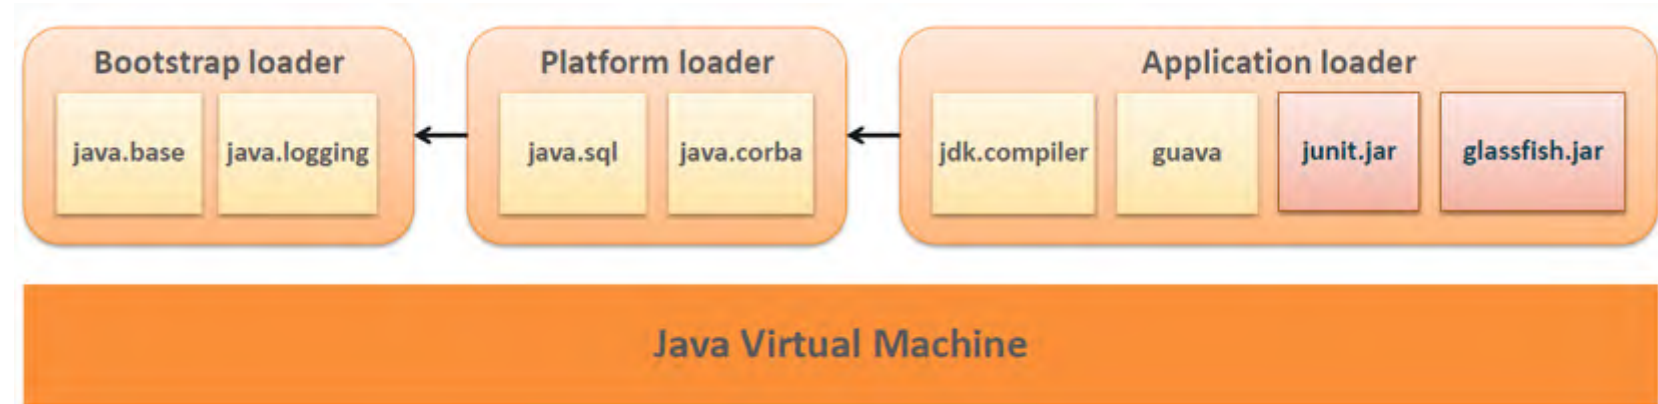 Bootstrap loader
java.base
java.logging
Platform loader
java.sql
java.corba
Application loader
jdk.compiler
guava
junit.jar
glassfish.jar
Java Virtual Machine